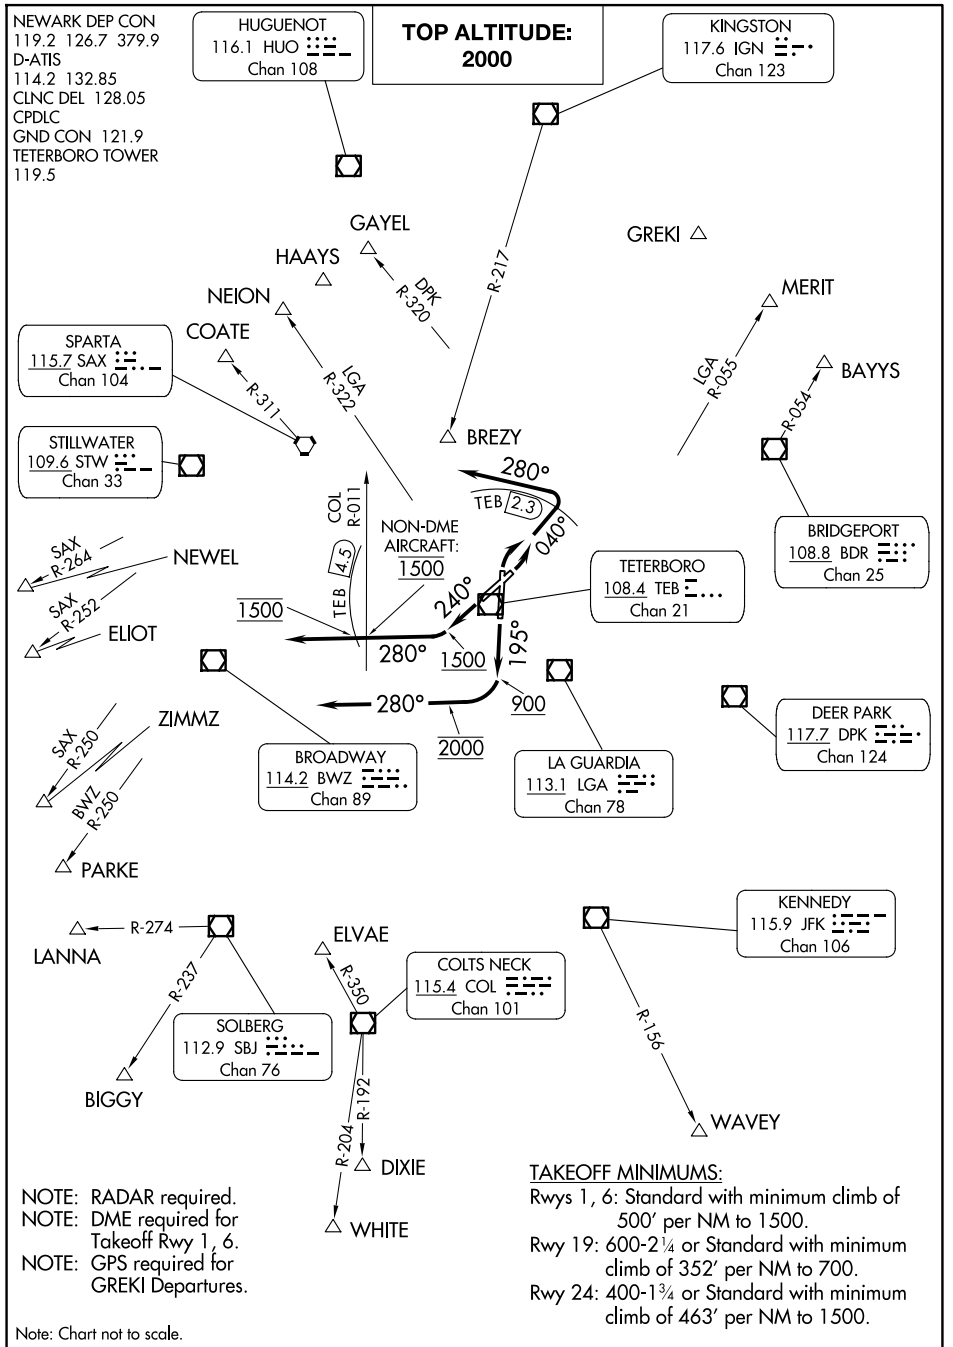 NEWARK DEP CON
119.2 126.7 379.9
D-ATIS
114.2 132.85
CLNC DEL 128.05
CPDLC
GND CON 121.9
TETERBORO TOWER
119.5
HUGUENOT
116.1 HUO
Chan 108
TOP ALTITUDE:
2000
KINGSTON
117.6 IGN
Chan 123
GAYEL
HAAYS
NEION
COATE
GREKI
MERIT
BAYYS
R-217
DPK
R-320
LGA
R-322
R-311
LGA
R-055
R-054
SPARTA
115.7 SAX
Chan 104
STILLWATER
109.6 STW
Chan 33
BREZY
280°
TEB 2.3
040°
COL
R-011
NON-DME
AIRCRAFT:
1500
TEB 4.5
BRIDGEPORT
108.8 BDR
Chan 25
TETERBORO
108.4 TEB
Chan 21
SAX
R-264
NEWEL
SAX
R-252
ELIOT
1500
240°
280°
1500
195°
900
280°
2000
ZIMMZ
SAX
R-250
BWZ
R-250
PARKE
BROADWAY
114.2 BWZ
Chan 89
LA GUARDIA
113.1 LGA
Chan 78
DEER PARK
117.7 DPK
Chan 124
KENNEDY
115.9 JFK
Chan 106
LANNA
R-274
R-237
BIGGY
SOLBERG
112.9 SBJ
Chan 76
ELVAE
R-350
COLTS NECK
115.4 COL
Chan 101
R-192
R-204
DIXIE
WHITE
R-156
WAVEY
NOTE: RADAR required.
NOTE: DME required for
Takeoff Rwy 1, 6.
NOTE: GPS required for
GREKI Departures.
TAKEOFF MINIMUMS:
Rwys 1, 6: Standard with minimum climb of
500' per NM to 1500.
Rwy 19: 600-2¼ or Standard with minimum
climb of 352' per NM to 700.
Rwy 24: 400-1¾ or Standard with minimum
climb of 463' per NM to 1500.
Note: Chart not to scale.